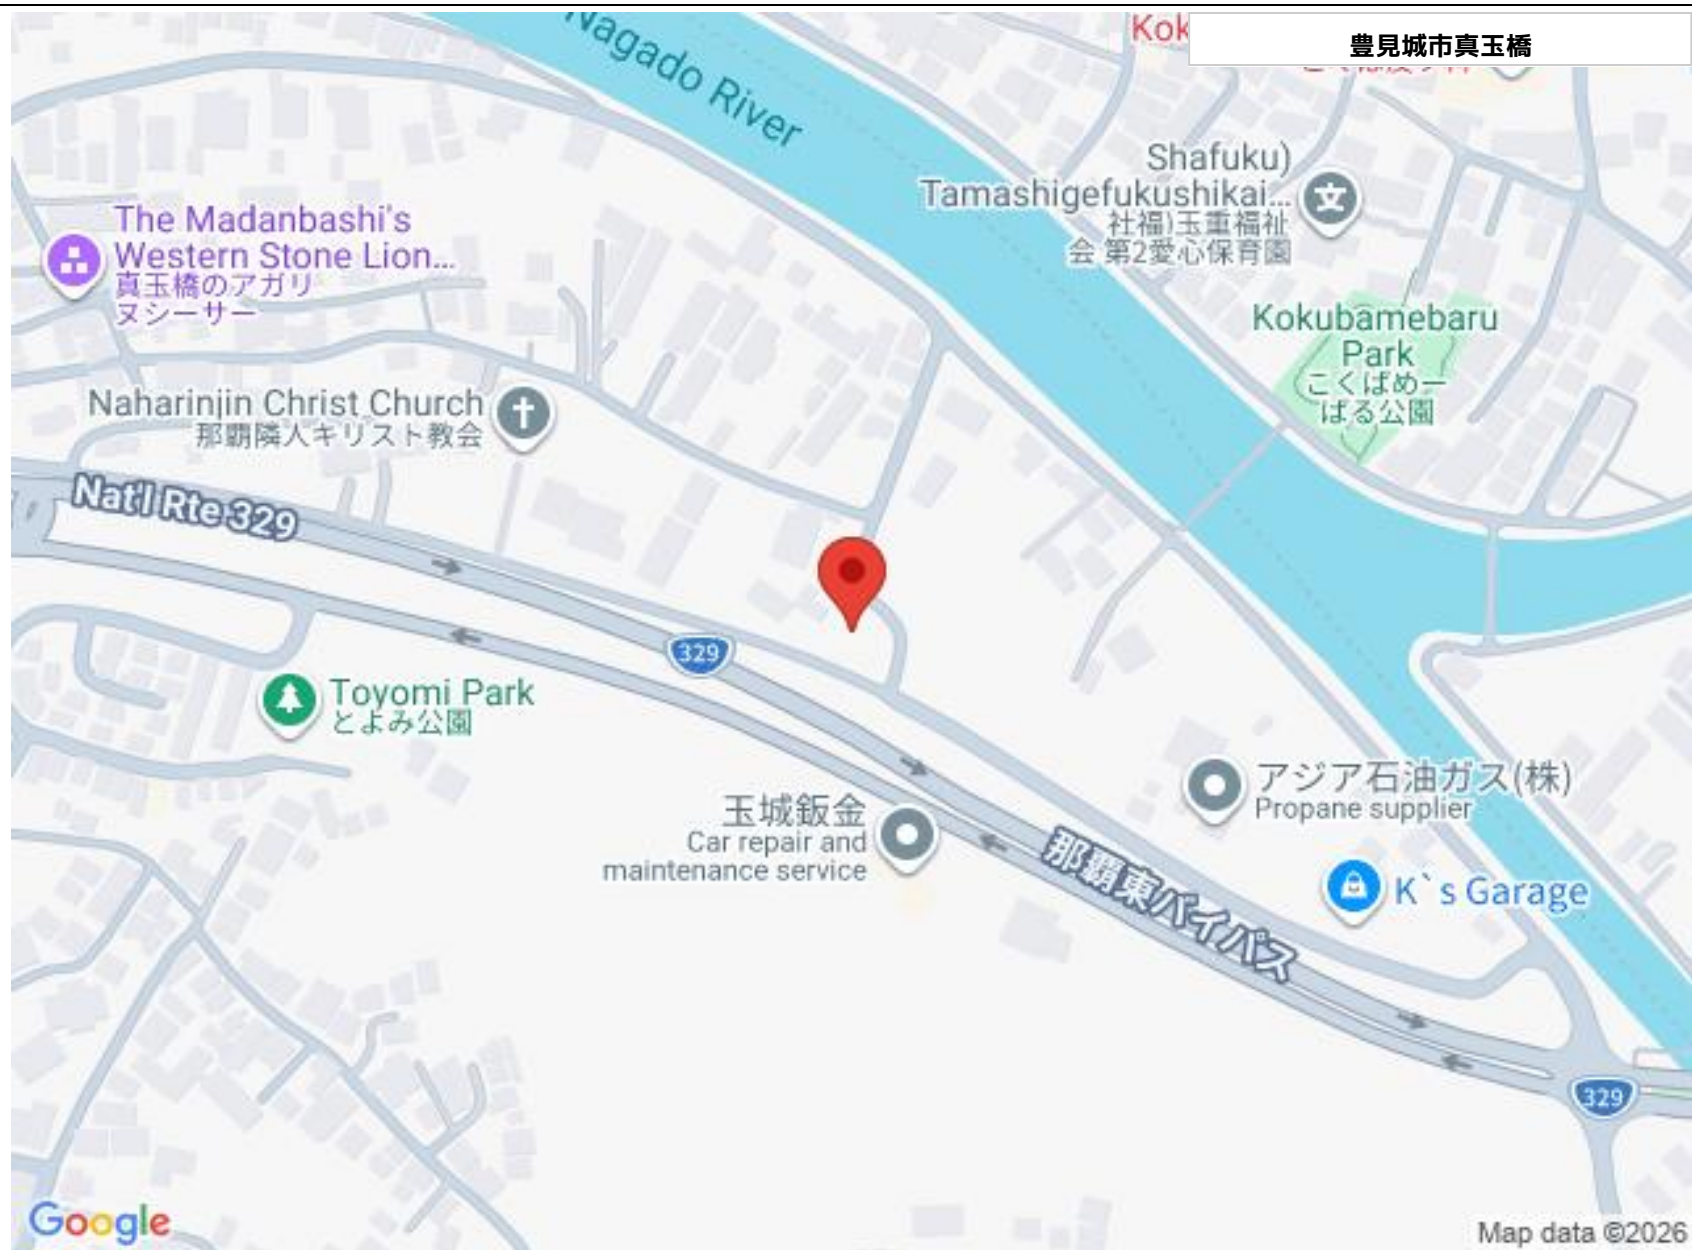 豊見城市真玉橋
Kok
Nagado River
Shafuku)
Tamashigefukushikai...
社福)玉重福祉
会 第2愛心保育園
The Madanbashi's
Western Stone Lion...
真玉橋のアガリ
ヌシーサー
Kokubamebaru
Park
こくばめー
ばる公園
Naharinjin Christ Church
那覇隣人キリスト教会
Nat'l Rte 329
329
Toyomi Park
とよみ公園
アジア石油ガス(株)
Propane supplier
玉城鈑金
Car repair and
maintenance service
那覇東バイパス
K`s Garage
329
Google
Map data ©2026